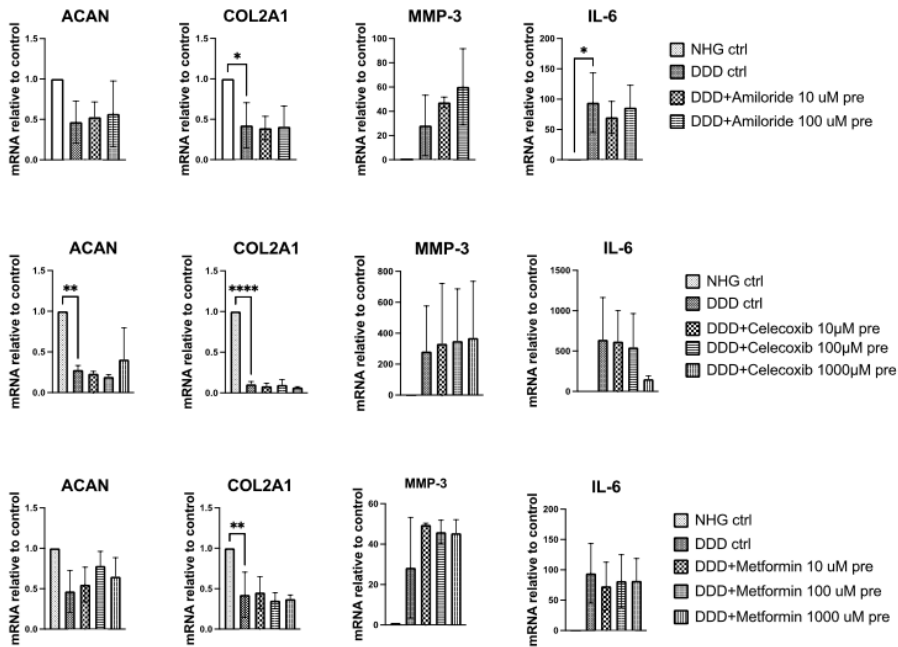 ACAN
COL2A1
MMP-3
IL-6
mRNA relative to control
1.5
1.0
0.5
0.0
mRNA relative to control
1.5
1.0
0.5
0.0
*
mRNA relative to control
100
80
60
40
20
0
mRNA relative to control
200
150
100
50
0
*
NHG ctrl
DDD ctrl
DDD+Amiloride 10 uM pre
DDD+Amiloride 100 uM pre
ACAN
COL2A1
MMP-3
IL-6
mRNA relative to control
1.5
1.0
0.5
0.0
**
mRNA relative to control
1.5
1.0
0.5
0.0
****
mRNA relative to control
800
600
400
200
0
mRNA relative to control
1500
1000
500
0
NHG ctrl
DDD ctrl
DDD+Celecoxib 10µM pre
DDD+Celecoxib 100µM pre
DDD+Celecoxib 1000µM pre
ACAN
COL2A1
MMP-3
IL-6
mRNA relative to control
1.5
1.0
0.5
0.0
mRNA relative to control
1.5
1.0
0.5
0.0
**
mRNA relative to control
60
40
20
0
mRNA relative to control
200
150
100
50
0
NHG ctrl
DDD ctrl
DDD+Metformin 10 uM pre
DDD+Metformin 100 uM pre
DDD+Metformin 1000 uM pre